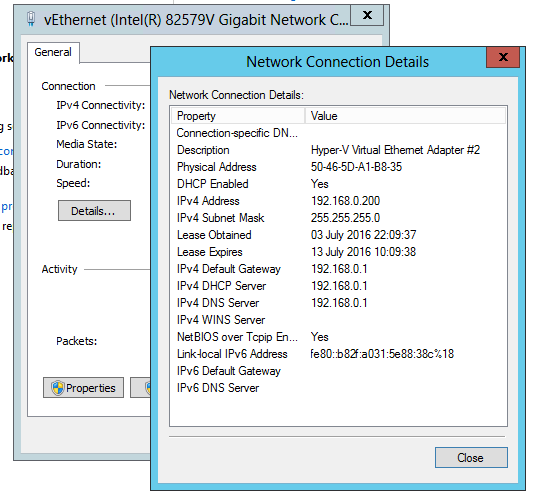 vEthernet (Intel(R) 82579V Gigabit Network C...
General
Connection
IPv4 Connectivity:
IPv6 Connectivity:
Media State:
Duration:
Speed:
Details...
Activity
Packets:
Properties
Network Connection Details
Network Connection Details:
Property Value
Connection-specific DN...
Description Hyper-V Virtual Ethernet Adapter #2
Physical Address 50-46-5D-A1-B8-35
DHCP Enabled Yes
IPv4 Address 192.168.0.200
IPv4 Subnet Mask 255.255.255.0
Lease Obtained 03 July 2016 22:09:37
Lease Expires 13 July 2016 10:09:38
IPv4 Default Gateway 192.168.0.1
IPv4 DHCP Server 192.168.0.1
IPv4 DNS Server 192.168.0.1
IPv4 WINS Server
NetBIOS over Tcpip En... Yes
Link-local IPv6 Address fe80::b82f:a031:5e88:38c%18
IPv6 Default Gateway
IPv6 DNS Server
Close